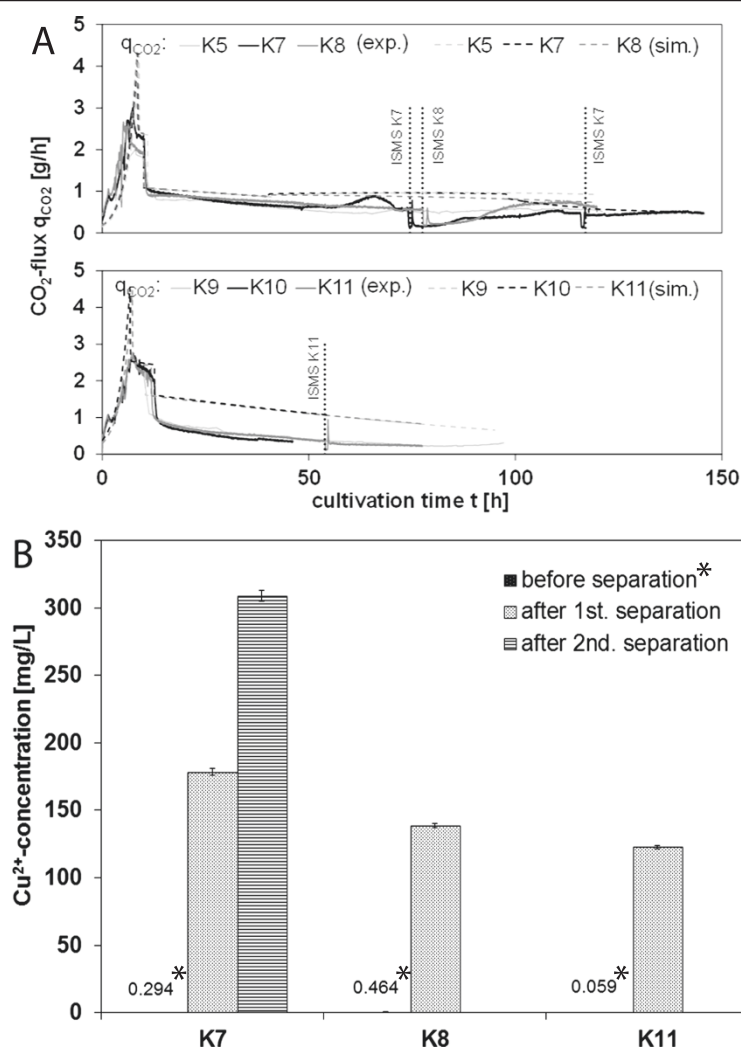 A
qCO2: K5 K7 K8 (exp.) K5 K7 K8 (sim.)
5
4
3
2
1
0
ISMS K7
ISMS K8
ISMS K7
CO2-flux qCO2 [g/h]
qCO2: K9 K10 K11 (exp.) K9 K10 K11(sim.)
5
4
3
2
1
0
ISMS K11
0 50 100 150
cultivation time t [h]
B
350
300
250
200
150
100
50
0
Cu2+-concentration [mg/L]
before separation*
after 1st. separation
after 2nd. separation
0.294*
0.464*
0.059*
K7 K8 K11